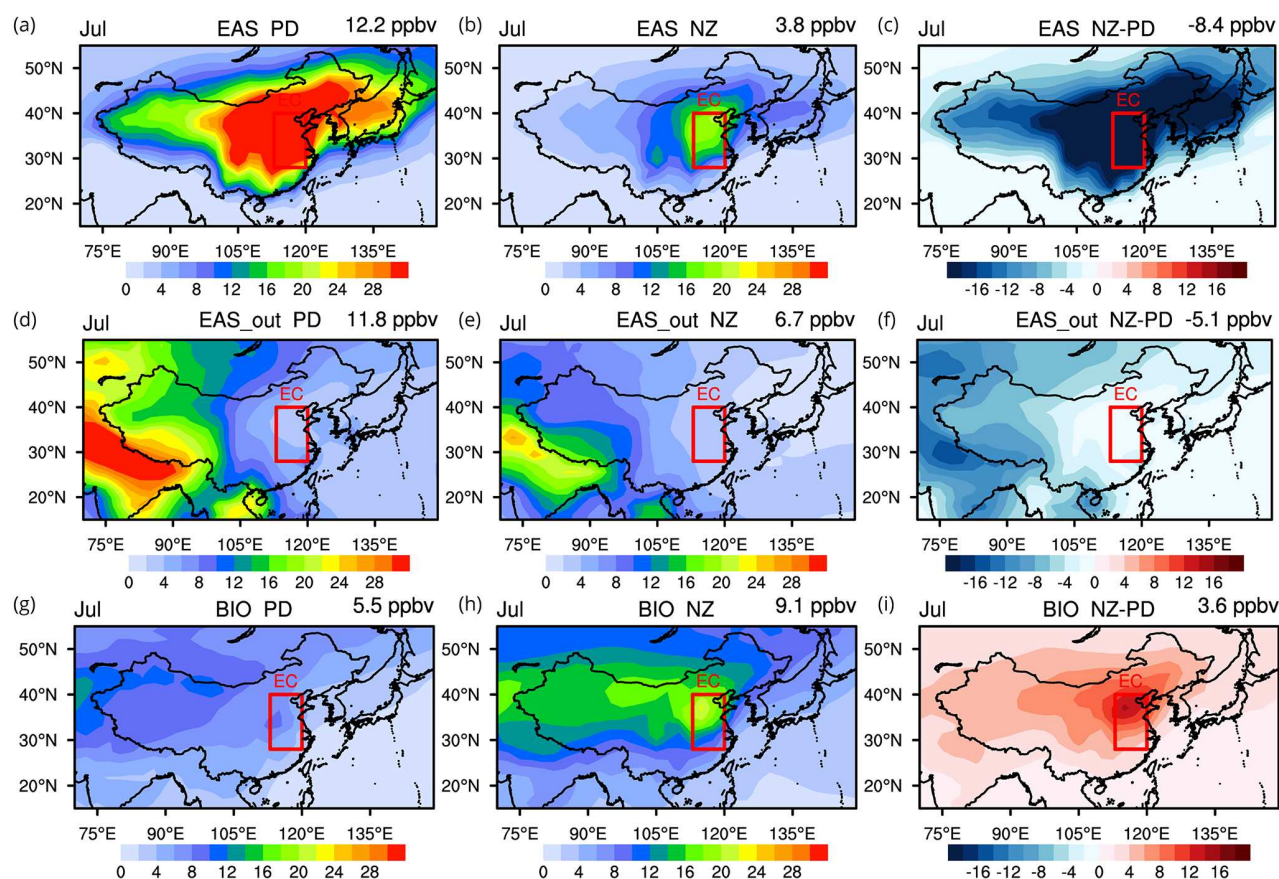 (a) Jul EAS PD 12.2 ppbv (b) Jul EAS NZ 3.8 ppbv (c) Jul EAS NZ-PD -8.4 ppbv
50°N 50°N 50°N
EC EC EC
40°N 40°N 40°N
30°N 30°N 30°N
20°N 20°N 20°N
75°E 90°E 105°E 120°E 135°E 75°E 90°E 105°E 120°E 135°E 75°E 90°E 105°E 120°E 135°E
0 4 8 12 16 20 24 28 0 4 8 12 16 20 24 28 -16 -12 -8 -4 0 4 8 12 16
(d) Jul EAS_out PD 11.8 ppbv (e) Jul EAS_out NZ 6.7 ppbv (f) Jul EAS_out NZ-PD -5.1 ppbv
50°N 50°N 50°N
EC EC EC
40°N 40°N 40°N
30°N 30°N 30°N
20°N 20°N 20°N
75°E 90°E 105°E 120°E 135°E 75°E 90°E 105°E 120°E 135°E 75°E 90°E 105°E 120°E 135°E
0 4 8 12 16 20 24 28 0 4 8 12 16 20 24 28 -16 -12 -8 -4 0 4 8 12 16
(g) Jul BIO PD 5.5 ppbv (h) Jul BIO NZ 9.1 ppbv (i) Jul BIO NZ-PD 3.6 ppbv
50°N 50°N 50°N
EC EC EC
40°N 40°N 40°N
30°N 30°N 30°N
20°N 20°N 20°N
75°E 90°E 105°E 120°E 135°E 75°E 90°E 105°E 120°E 135°E 75°E 90°E 105°E 120°E 135°E
0 4 8 12 16 20 24 28 0 4 8 12 16 20 24 28 -16 -12 -8 -4 0 4 8 12 16